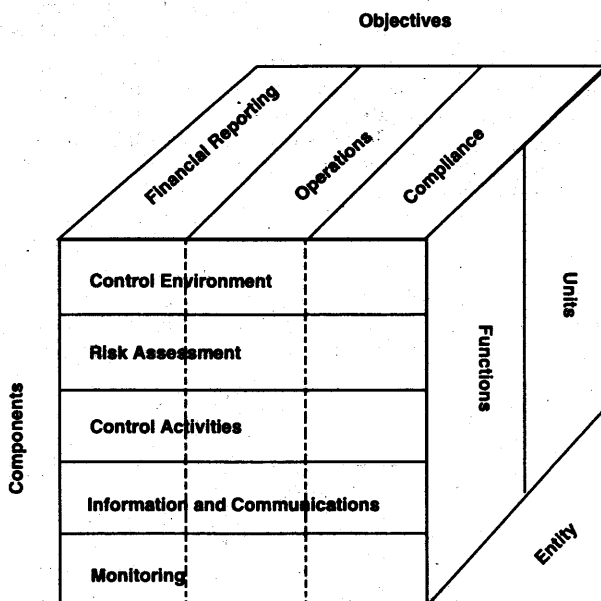 Objectives
Financial Reporting
Operations
Compliance
Control Environment
Risk Assessment
Control Activities
Information and Communications
Monitoring
Components
Functions
Units
Entity